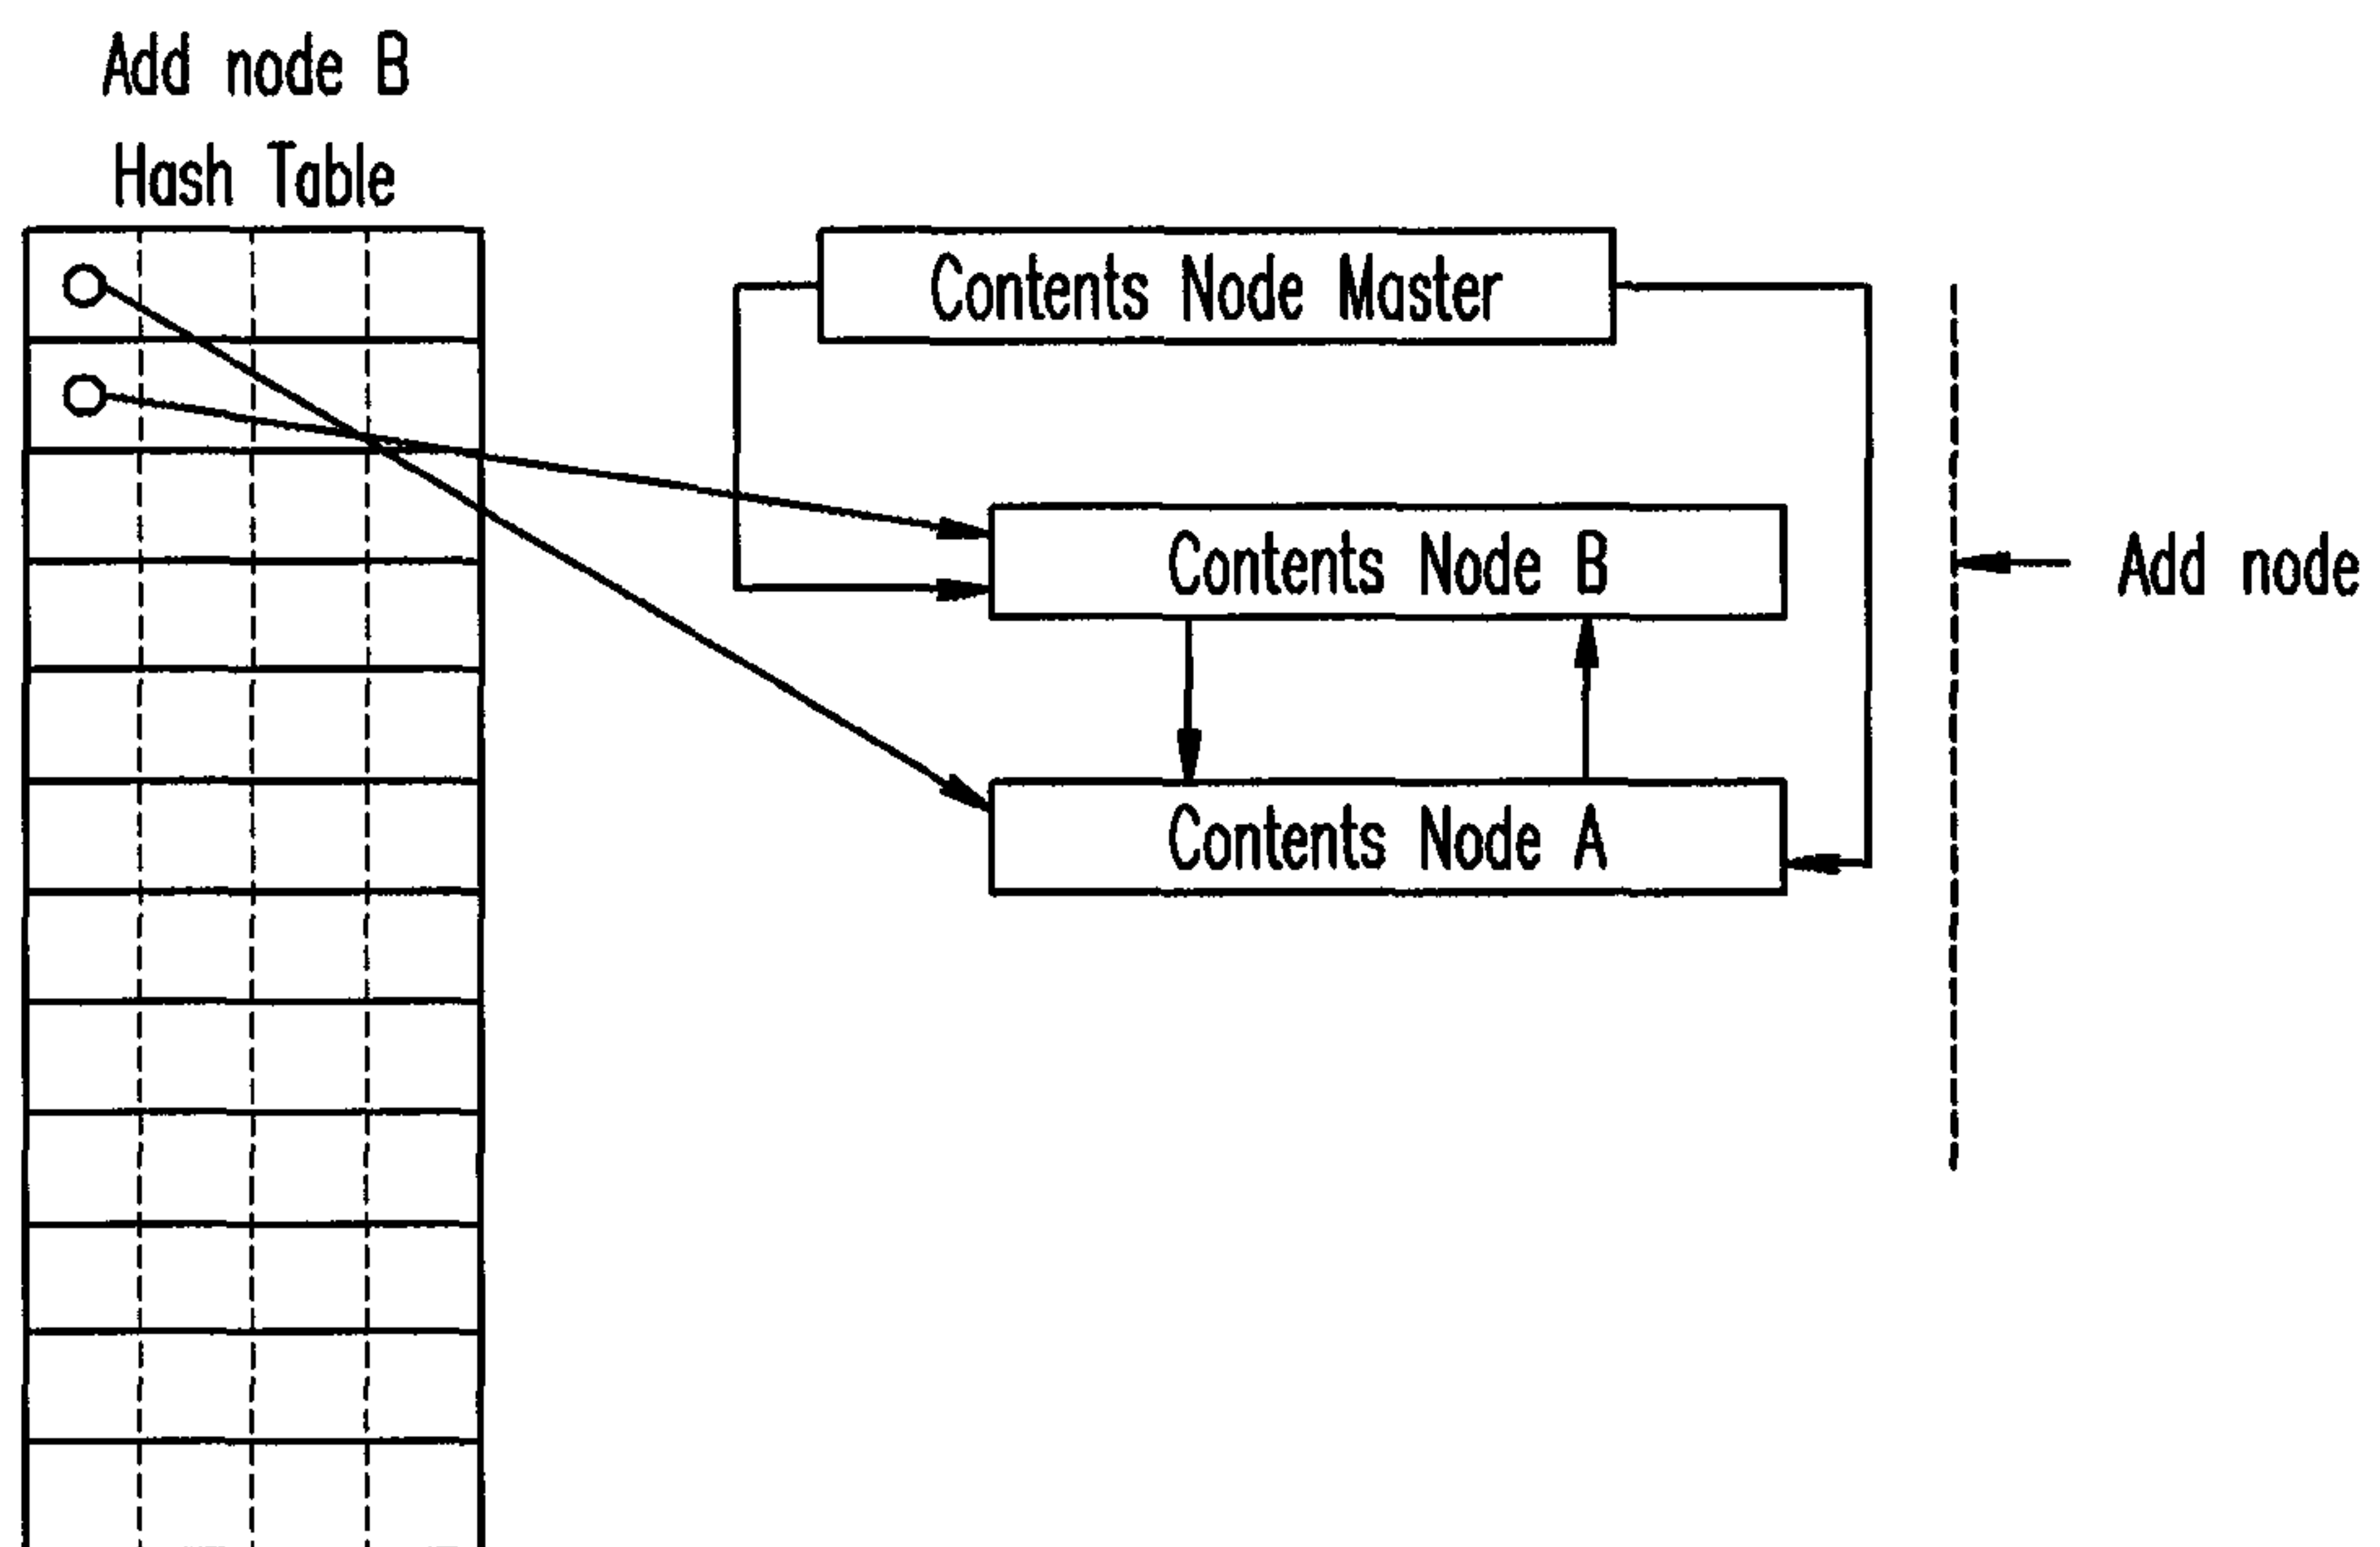 Add node B
Hash Table
Contents Node Master
Contents Node B
Add node
Contents Node A